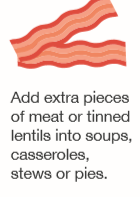 Add extra pieces
of meat or tinned
lentils into soups,
casseroles,
stews or pies.